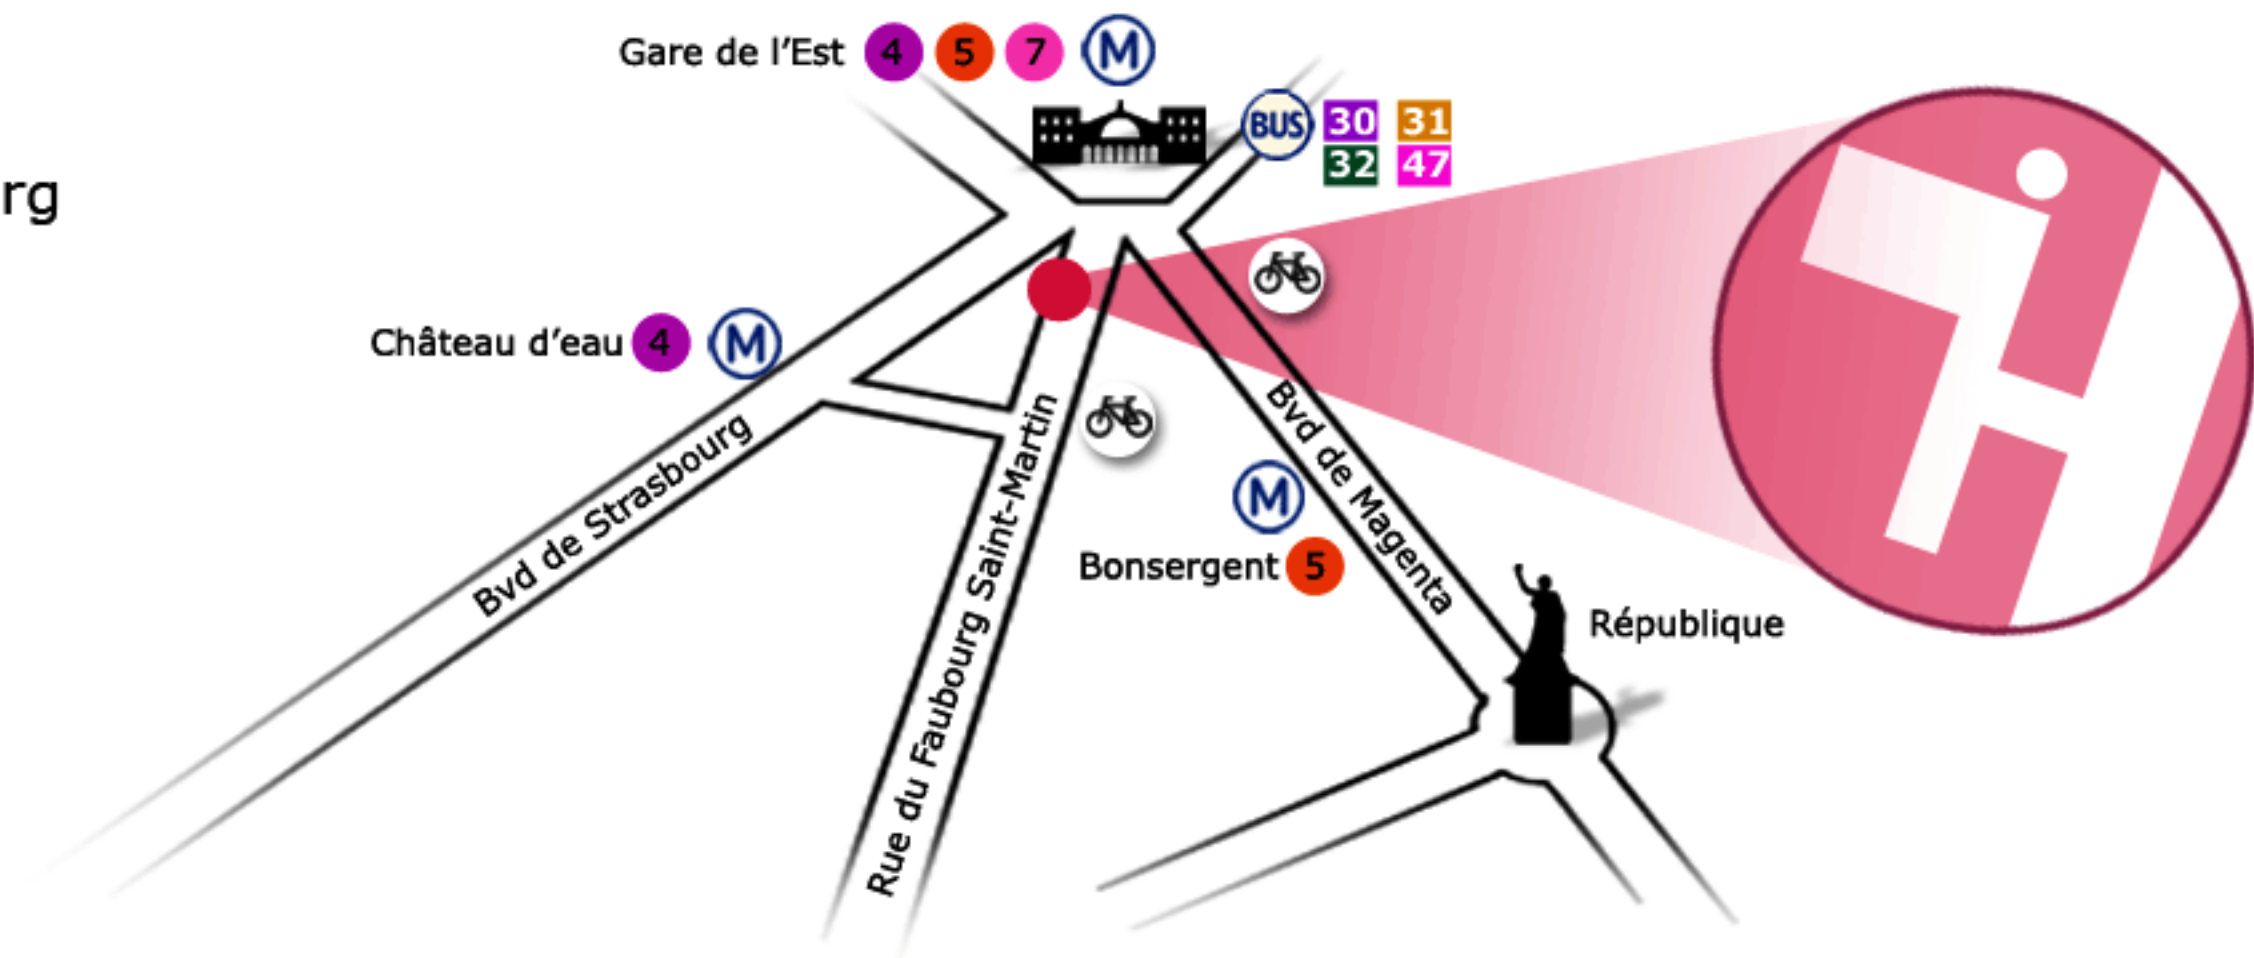 Gare de l'Est 4 5 7 M
BUS 30 31
32 47
rg
Château d'eau 4 M
Bvd de Strasbourg
Rue du Faubourg Saint-Martin
Bvd de Magenta
M
Bonsergent 5
République